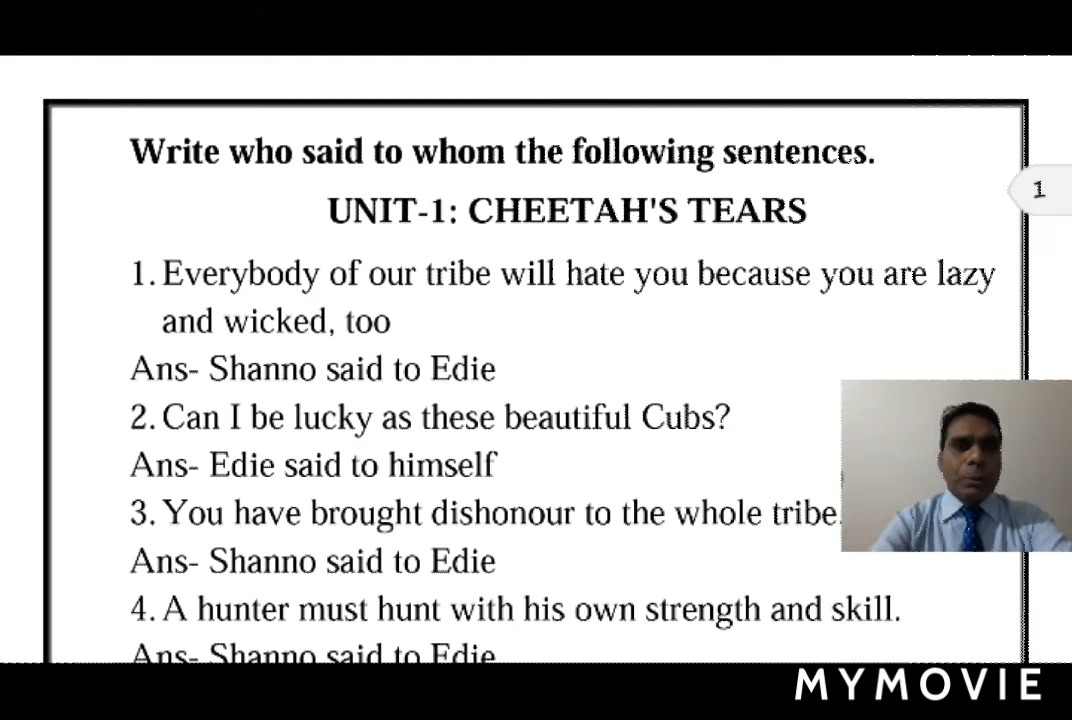 Write who said to whom the following sentences.
UNIT-1: CHEETAH'S TEARS
1
1. Everybody of our tribe will hate you because you are lazy
and wicked, too
Ans- Shanno said to Edie
2. Can I be lucky as these beautiful Cubs?
Ans- Edie said to himself
3. You have brought dishonour to the whole tribe.
Ans- Shanno said to Edie
4. A hunter must hunt with his own strength and skill.
Ans- Shanno said to Edie
MYMOVIE